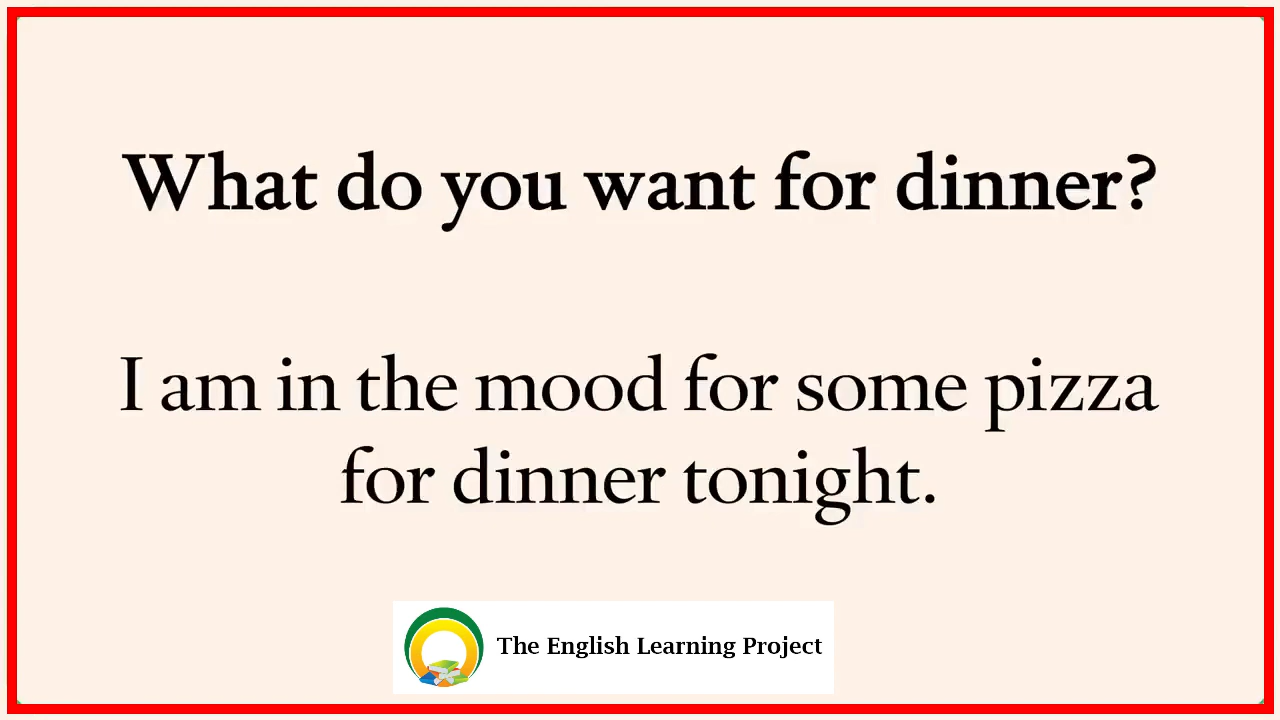 What do you want for dinner?
I am in the mood for some pizza
for dinner tonight.
The English Learning Project